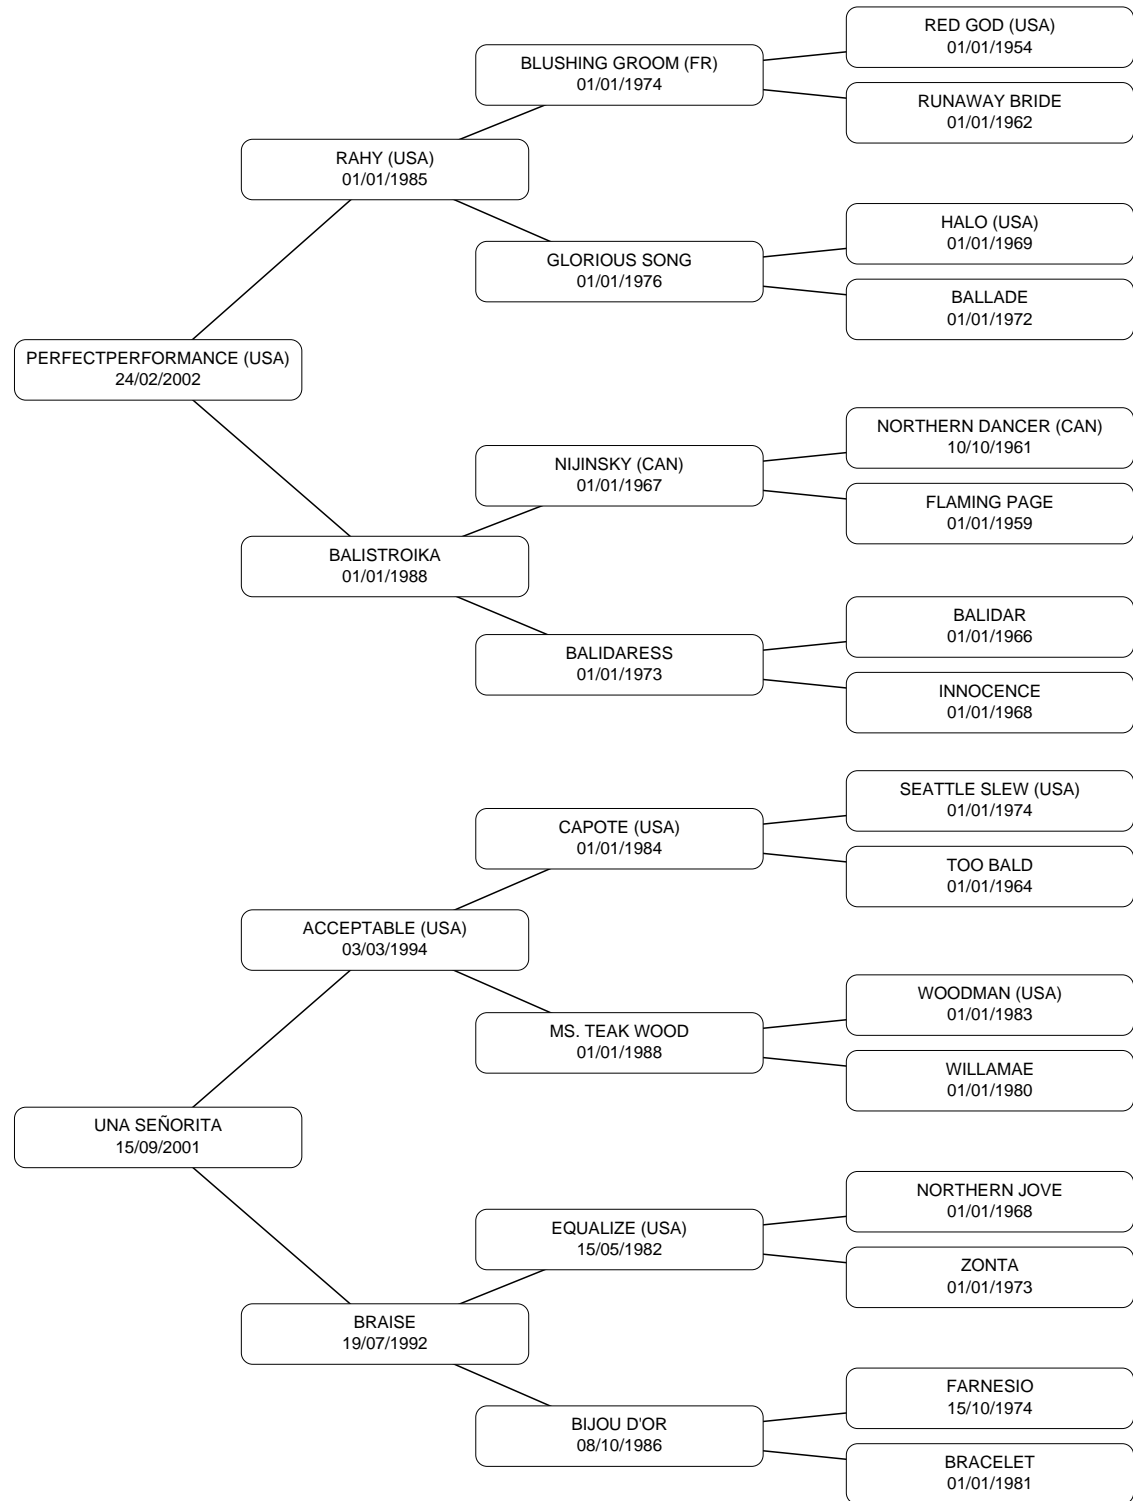 RED GOD (USA)
01/01/1954
BLUSHING GROOM (FR)
01/01/1974
RUNAWAY BRIDE
01/01/1962
RAHY (USA)
01/01/1985
HALO (USA)
01/01/1969
GLORIOUS SONG
01/01/1976
BALLADE
01/01/1972
PERFECTPERFORMANCE (USA)
24/02/2002
NORTHERN DANCER (CAN)
10/10/1961
NIJINSKY (CAN)
01/01/1967
FLAMING PAGE
01/01/1959
BALISTROIKA
01/01/1988
BALIDAR
01/01/1966
BALIDARESS
01/01/1973
INNOCENCE
01/01/1968
SEATTLE SLEW (USA)
01/01/1974
CAPOTE (USA)
01/01/1984
TOO BALD
01/01/1964
ACCEPTABLE (USA)
03/03/1994
WOODMAN (USA)
01/01/1983
MS. TEAK WOOD
01/01/1988
WILLAMAE
01/01/1980
UNA SEÑORITA
15/09/2001
NORTHERN JOVE
01/01/1968
EQUALIZE (USA)
15/05/1982
ZONTA
01/01/1973
BRAISE
19/07/1992
FARNESIO
15/10/1974
BIJOU D'OR
08/10/1986
BRACELET
01/01/1981